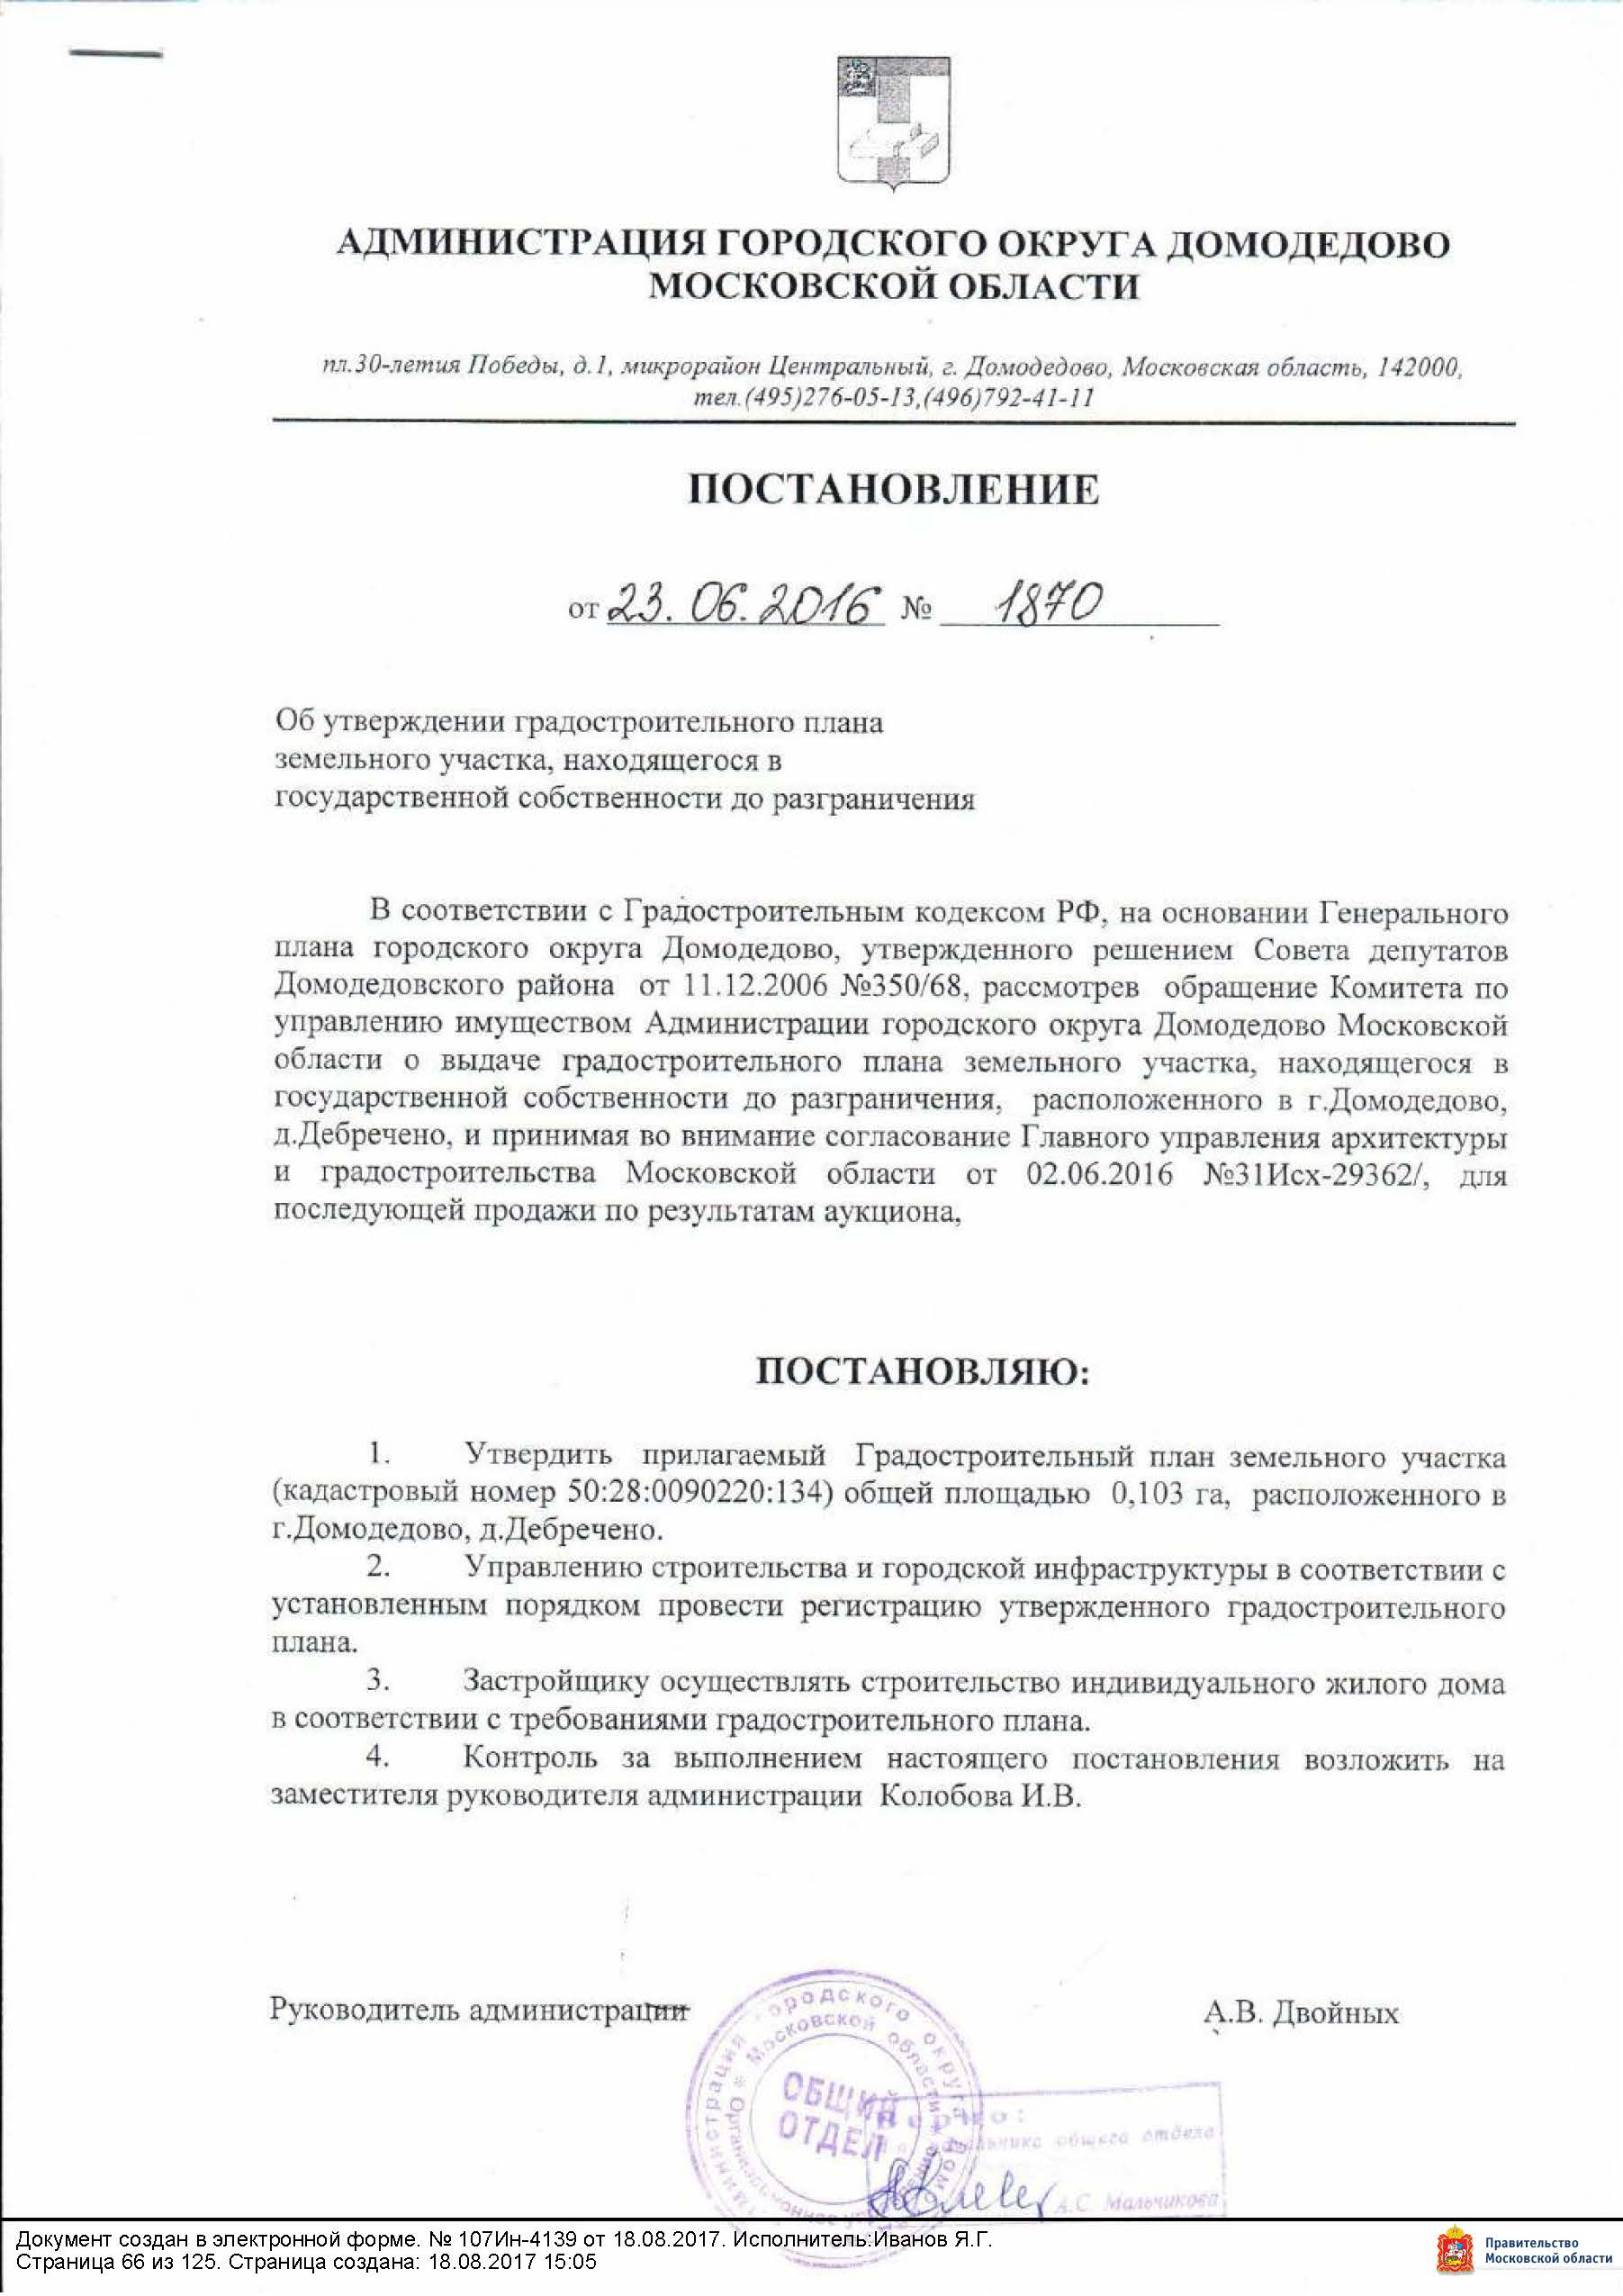 АДМИНИСТРАЦИЯ ГОРОДСКОГО ОКРУГА ДОМОДЕДОВО
МОСКОВСКОЙ ОБЛАСТИ
пл.30-летия Победы, д.1, микрорайон Центральный, г. Домодедово, Московская область, 142000,
тел.(495)276-05-13,(496)792-41-11
ПОСТАНОВЛЕНИЕ
от 23.06.2016 № 1870
Об утверждении градостроительного плана
земельного участка, находящегося в
государственной собственности до разграничения
В соответствии с Градостроительным кодексом РФ, на основании Генерального
плана городского округа Домодедово, утвержденного решением Совета депутатов
Домодедовского района от 11.12.2006 №350/68, рассмотрев обращение Комитета по
управлению имуществом Администрации городского округа Домодедово Московской
области о выдаче градостроительного плана земельного участка, находящегося в
государственной собственности до разграничения, расположенного в г.Домодедово,
д.Дебречено, и принимая во внимание согласование Главного управления архитектуры
и градостроительства Московской области от 02.06.2016 №31Исх-29362/, для
последующей продажи по результатам аукциона,
ПОСТАНОВЛЯЮ:
1. Утвердить прилагаемый Градостроительный план земельного участка
(кадастровый номер 50:28:0090220:134) общей площадью 0,103 га, расположенного в
г.Домодедово, д.Дебречено.
2. Управлению строительства и городской инфраструктуры в соответствии с
установленным порядком провести регистрацию утвержденного градостроительного
плана.
3. Застройщику осуществлять строительство индивидуального жилого дома
в соответствии с требованиями градостроительного плана.
4. Контроль за выполнением настоящего постановления возложить на
заместителя руководителя администрации Колобова И.В.
Руководитель администрации А.В. Двойных
городского округа
Московской области
ОБЩИЙ
ОТДЕЛ
общего отдела
А.С. Мальчикова
Документ создан в электронной форме. № 107Ин-4139 от 18.08.2017. Исполнитель:Иванов Я.Г.
Страница 66 из 125. Страница создана: 18.08.2017 15:05
Правительство
Московской области